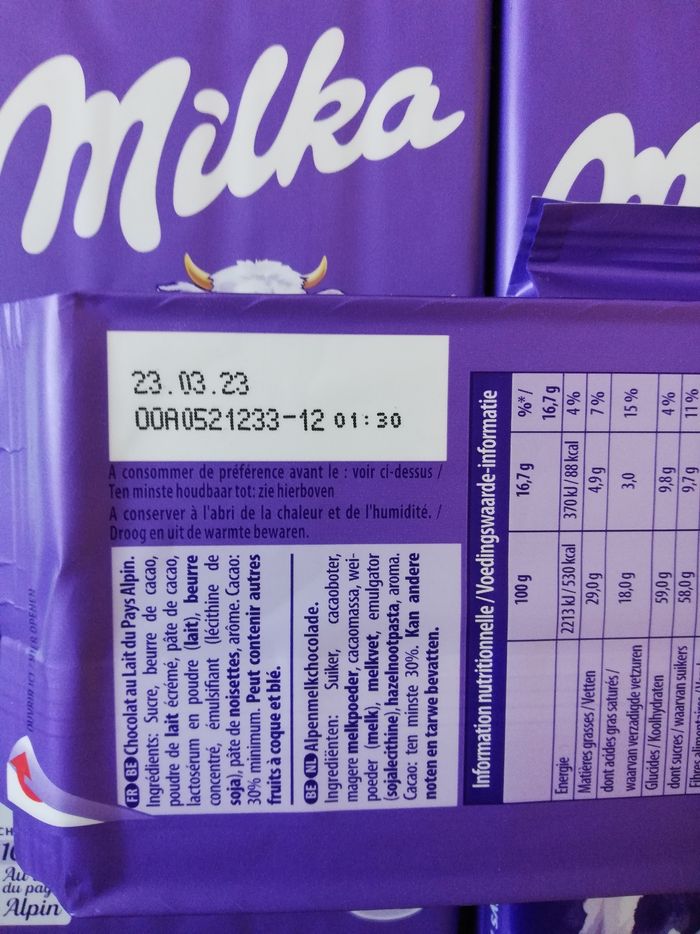 Milka
23.03.23
00A0521233-12 01:30
A consommer de préférence avant le : voir ci-dessus /
Ten minste houdbaar tot: zie hierboven
A conserver à l'abri de la chaleur et de l'humidité. /
Droog en uit de warmte bewaren.
FR BE Chocolat au Lait du Pays Alpin.
Ingrédients: Sucre, beurre de cacao,
poudre de lait écrémé, pâte de cacao,
lactosérum en poudre (lait), beurre
concentré, émulsifiant (lécithine de
soja), pâte de noisettes, arôme. Cacao:
30% minimum. Peut contenir autres
fruits à coque et blé.
BE NL Alpenmelkchocolade.
Ingrediënten: Suiker, cacaoboter,
magere melkpoeder, cacaomassa, wei-
poeder (melk), melkvet, emulgator
(sojalecithine), hazelnootpasta, aroma.
Cacao: ten minste 30%. Kan andere
noten en tarwe bevatten.
Information nutritionnelle / Voedingswaarde-informatie
100 g 16,7 g %*/
16,7 g
Energie 2213 kJ / 530 kcal 370 kJ / 88 kcal 4 %
Matières grasses / Vetten 29,0 g 4,9 g 7 %
dont acides gras saturés /
waarvan verzadigde vetzuren 18,0 g 3,0 15 %
Glucides / Koolhydraten 59,0 g 9,8 g 4 %
dont sucres / waarvan suikers 58,0 g 9,7 g 11 %
Au
du pay
Alpin